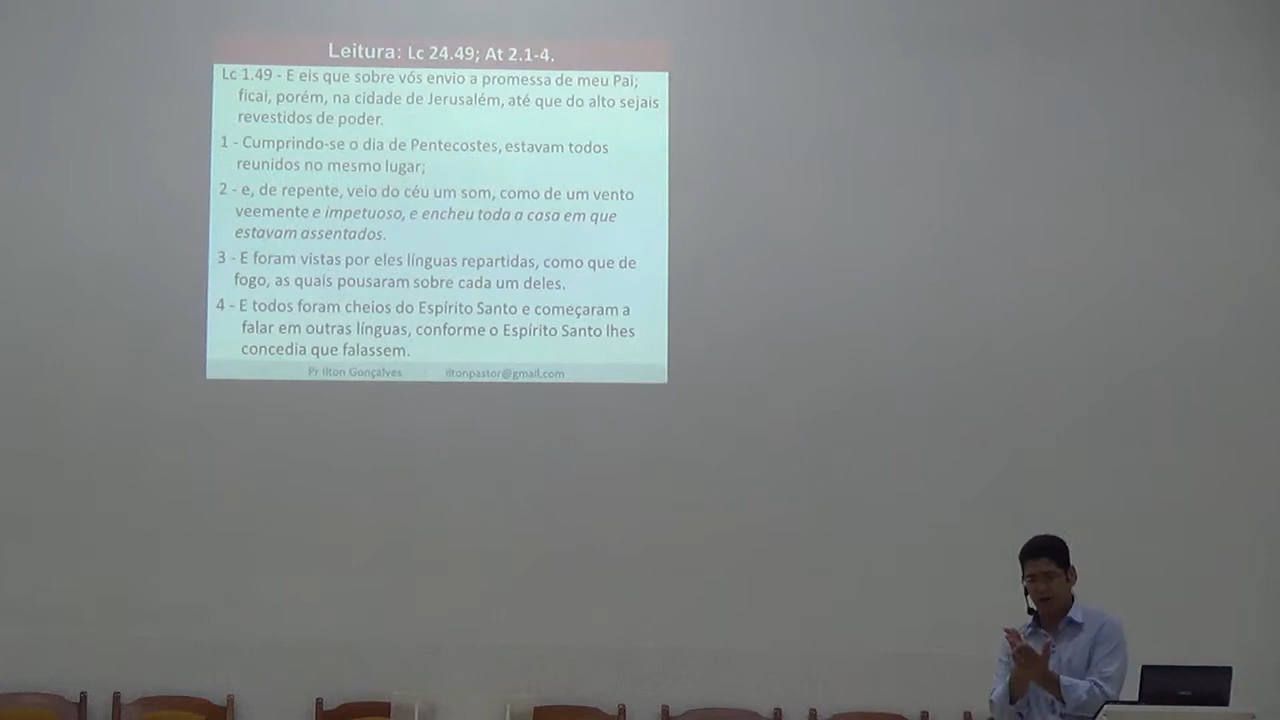 Leitura: Lc 24.49; At 2.1-4.
Lc 1.49 - E eis que sobre vós envio a promessa de meu Pai;
ficai, porém, na cidade de Jerusalém, até que do alto sejais
revestidos de poder.
1 - Cumprindo-se o dia de Pentecostes, estavam todos
reunidos no mesmo lugar;
2 - e, de repente, veio do céu um som, como de um vento
veemente e impetuoso, e encheu toda a casa em que
estavam assentados.
3 - E foram vistas por eles línguas repartidas, como que de
fogo, as quais pousaram sobre cada um deles.
4 - E todos foram cheios do Espírito Santo e começaram a
falar em outras línguas, conforme o Espírito Santo lhes
concedia que falassem.
Pr Ilton Gonçalves iltonpastor@gmail.com